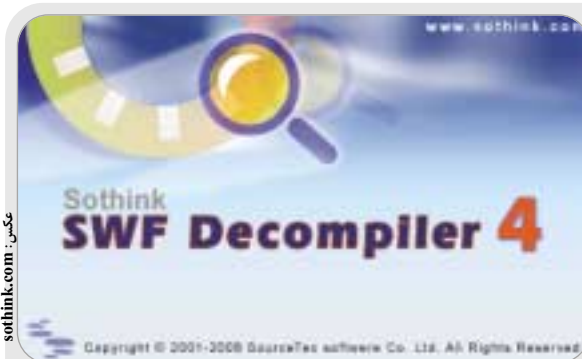 www.sothink.com
Sothink
SWF Decompiler 4
Copyright © 2001-2008 SourceTec software Co. Ltd. All Rights Reserved
عکس: sothink.com